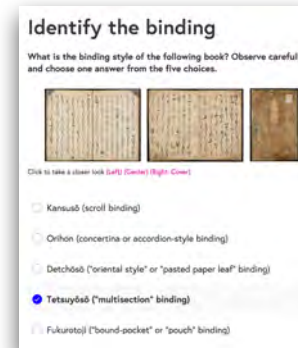 Identify the binding
What is the binding style of the following book? Observe careful
and choose one answer from the five choices.
Click to take a closer look (Left) (Center) (Right: Cover)
Kansusō (scroll binding)
Orihon (concertina or accordion-style binding)
Detchōsō ("oriental style" or "pasted paper leaf" binding)
Tetsuyōsō ("multisection" binding)
Fukurotoji ("bound-pocket" or "pouch" binding)